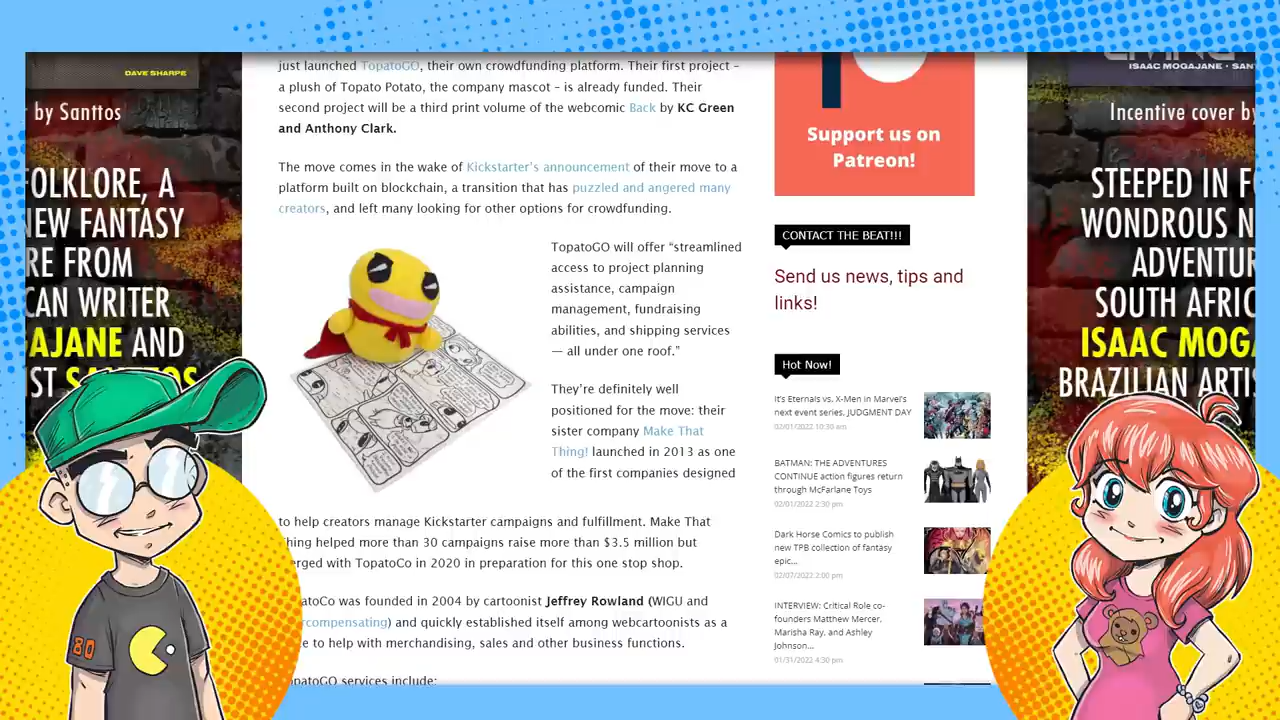 DAVE SHARPE
r by Santtos
FOLKLORE, A
NEW FANTASY
RE FROM
CAN WRITER
AJANE AND
ST SANTTOS
just launched TopatoGO, their own crowdfunding platform. Their first project –
a plush of Topato Potato, the company mascot – is already funded. Their
second project will be a third print volume of the webcomic Back by KC Green
and Anthony Clark.
The move comes in the wake of Kickstarter's announcement of their move to a
platform built on blockchain, a transition that has puzzled and angered many
creators, and left many looking for other options for crowdfunding.
TopatoGO will offer “streamlined
access to project planning
assistance, campaign
management, fundraising
abilities, and shipping services
— all under one roof.”
They're definitely well
positioned for the move: their
sister company Make That
Thing! launched in 2013 as one
of the first companies designed
to help creators manage Kickstarter campaigns and fulfillment. Make That
Thing helped more than 30 campaigns raise more than $3.5 million but
erged with TopatoCo in 2020 in preparation for this one stop shop.
atoCo was founded in 2004 by cartoonist Jeffrey Rowland (WIGU and
rcompensating) and quickly established itself among webcartoonists as a
e to help with merchandising, sales and other business functions.
opatoGO services include:
Support us on
Patreon!
CONTACT THE BEAT!!!
Send us news, tips and
links!
Hot Now!
It's Eternals vs. X-Men in Marvel's
next event series, JUDGMENT DAY
02/01/2022 10:30 am
BATMAN: THE ADVENTURES
CONTINUE action figures return
through McFarlane Toys
02/01/2022 2:30 pm
Dark Horse Comics to publish
new TPB collection of fantasy
epic...
02/07/2022 2:00 pm
INTERVIEW: Critical Role co-
founders Matthew Mercer,
Marisha Ray, and Ashley
Johnson...
01/31/2022 4:30 pm
ISAAC MOGAJANE · SAN
Incentive cover by
STEEPED IN F
WONDROUS N
ADVENTUR
SOUTH AFRIC
ISAAC MOGA
BRAZILIAN ARTIS
80